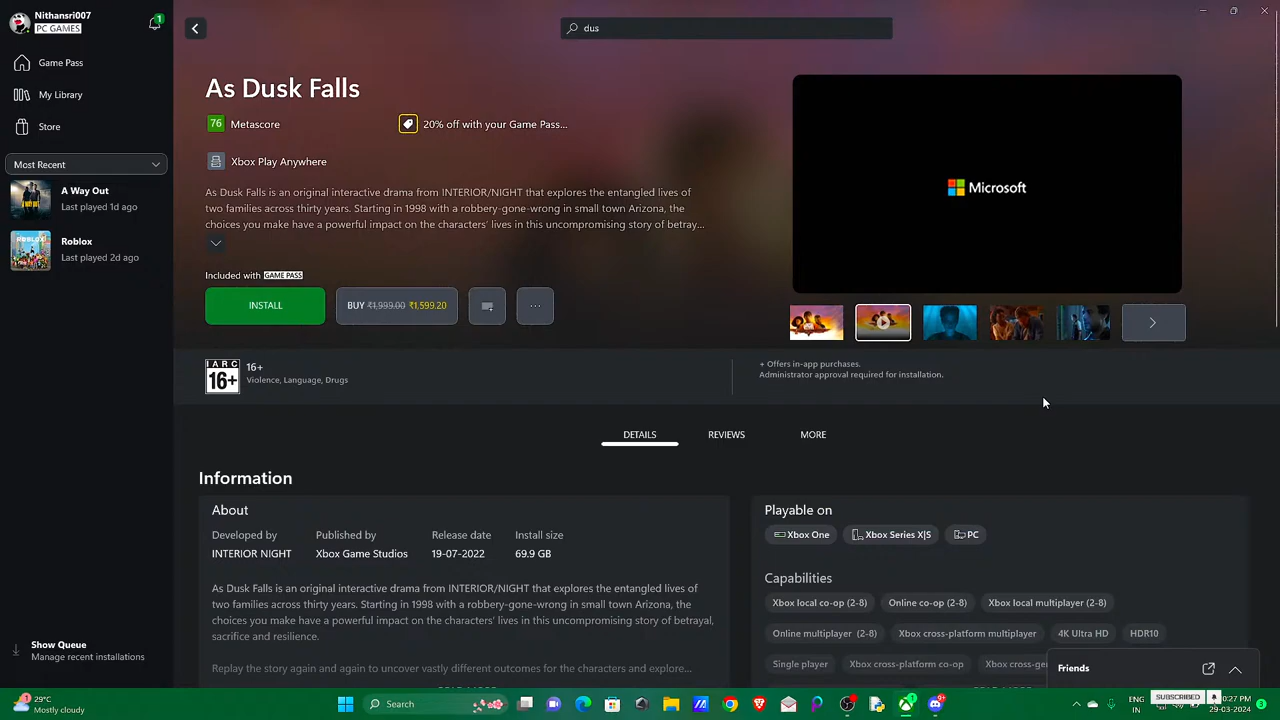 Nithansri007
PC GAMES
1
Game Pass
My Library
Store
Most Recent
A Way Out
Last played 1d ago
ROBLOX
Roblox
Last played 2d ago
Show Queue
Manage recent installations
dus
As Dusk Falls
76 Metascore
20% off with your Game Pass...
Xbox Play Anywhere
As Dusk Falls is an original interactive drama from INTERIOR/NIGHT that explores the entangled lives of
two families across thirty years. Starting in 1998 with a robbery-gone-wrong in small town Arizona, the
choices you make have a powerful impact on the characters' lives in this uncompromising story of betray...
Included with GAME PASS
INSTALL
BUY ₹1,999.00 ₹1,599.20
...
Microsoft
IARC
16+
16+
Violence, Language, Drugs
+ Offers in-app purchases.
Administrator approval required for installation.
DETAILS
REVIEWS
MORE
Information
About
Developed by
INTERIOR NIGHT
Published by
Xbox Game Studios
Release date
19-07-2022
Install size
69.9 GB
As Dusk Falls is an original interactive drama from INTERIOR/NIGHT that explores the entangled lives of
two families across thirty years. Starting in 1998 with a robbery-gone-wrong in small town Arizona, the
choices you make have a powerful impact on the characters' lives in this uncompromising story of betrayal,
sacrifice and resilience.
Replay the story again and again to uncover vastly different outcomes for the characters and explore...
Playable on
Xbox One
Xbox Series X|S
PC
Capabilities
Xbox local co-op (2-8)
Online co-op (2-8)
Xbox local multiplayer (2-8)
Online multiplayer (2-8)
Xbox cross-platform multiplayer
4K Ultra HD
HDR10
Single player
Xbox cross-platform co-op
Xbox cross-ge
Friends
29°C
Mostly cloudy
Search
1
9+
ENG
IN
SUBSCRIBED
0:27 PM
29-03-2024
3